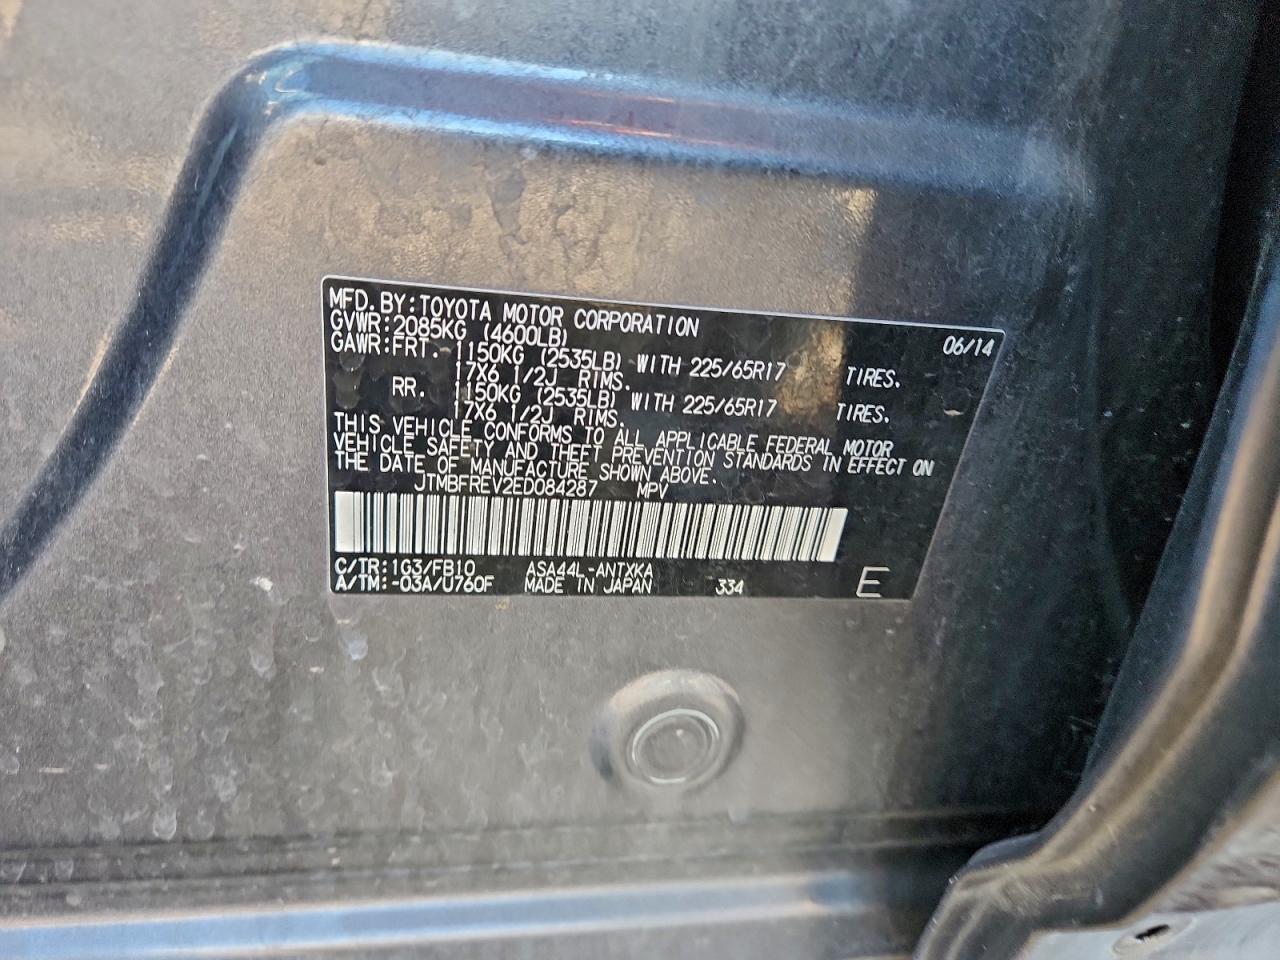 MFD.BY:TOYOTA MOTOR CORPORATION 06/14
GVWR:2085KG (4600LB)
GAWR:FRT. 1150KG (2535LB) WITH 225/65R17 TIRES.
17X6 1/2J RIMS.
RR. 1150KG (2535LB) WITH 225/65R17 TIRES.
17X6 1/2J RIMS.
THIS VEHICLE CONFORMS TO ALL APPLICABLE FEDERAL MOTOR
VEHICLE SAFETY AND THEFT PREVENTION STANDARDS IN EFFECT ON
THE DATE OF MANUFACTURE SHOWN ABOVE.
JTMBFREV2ED084287 MPV
C/TR:1G3/FB10 ASA44L-ANTXKA
A/TM:-03A/U760F MADE IN JAPAN 334 E